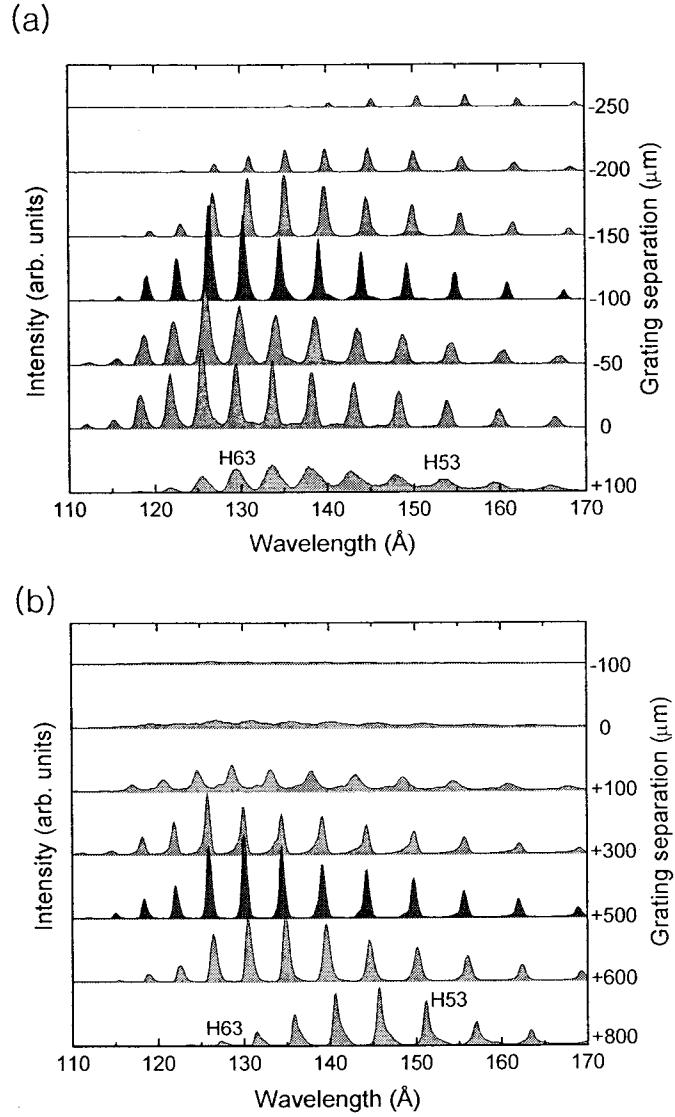 (a)
Intensity (arb. units)
-250
-200
-150
-100
-50
0
+100
Grating separation (μm)
H63
H53
110 120 130 140 150 160 170
Wavelength (Å)
(b)
Intensity (arb. units)
-100
0
+100
+300
+500
+600
+800
Grating separation (μm)
H63
H53
110 120 130 140 150 160 170
Wavelength (Å)